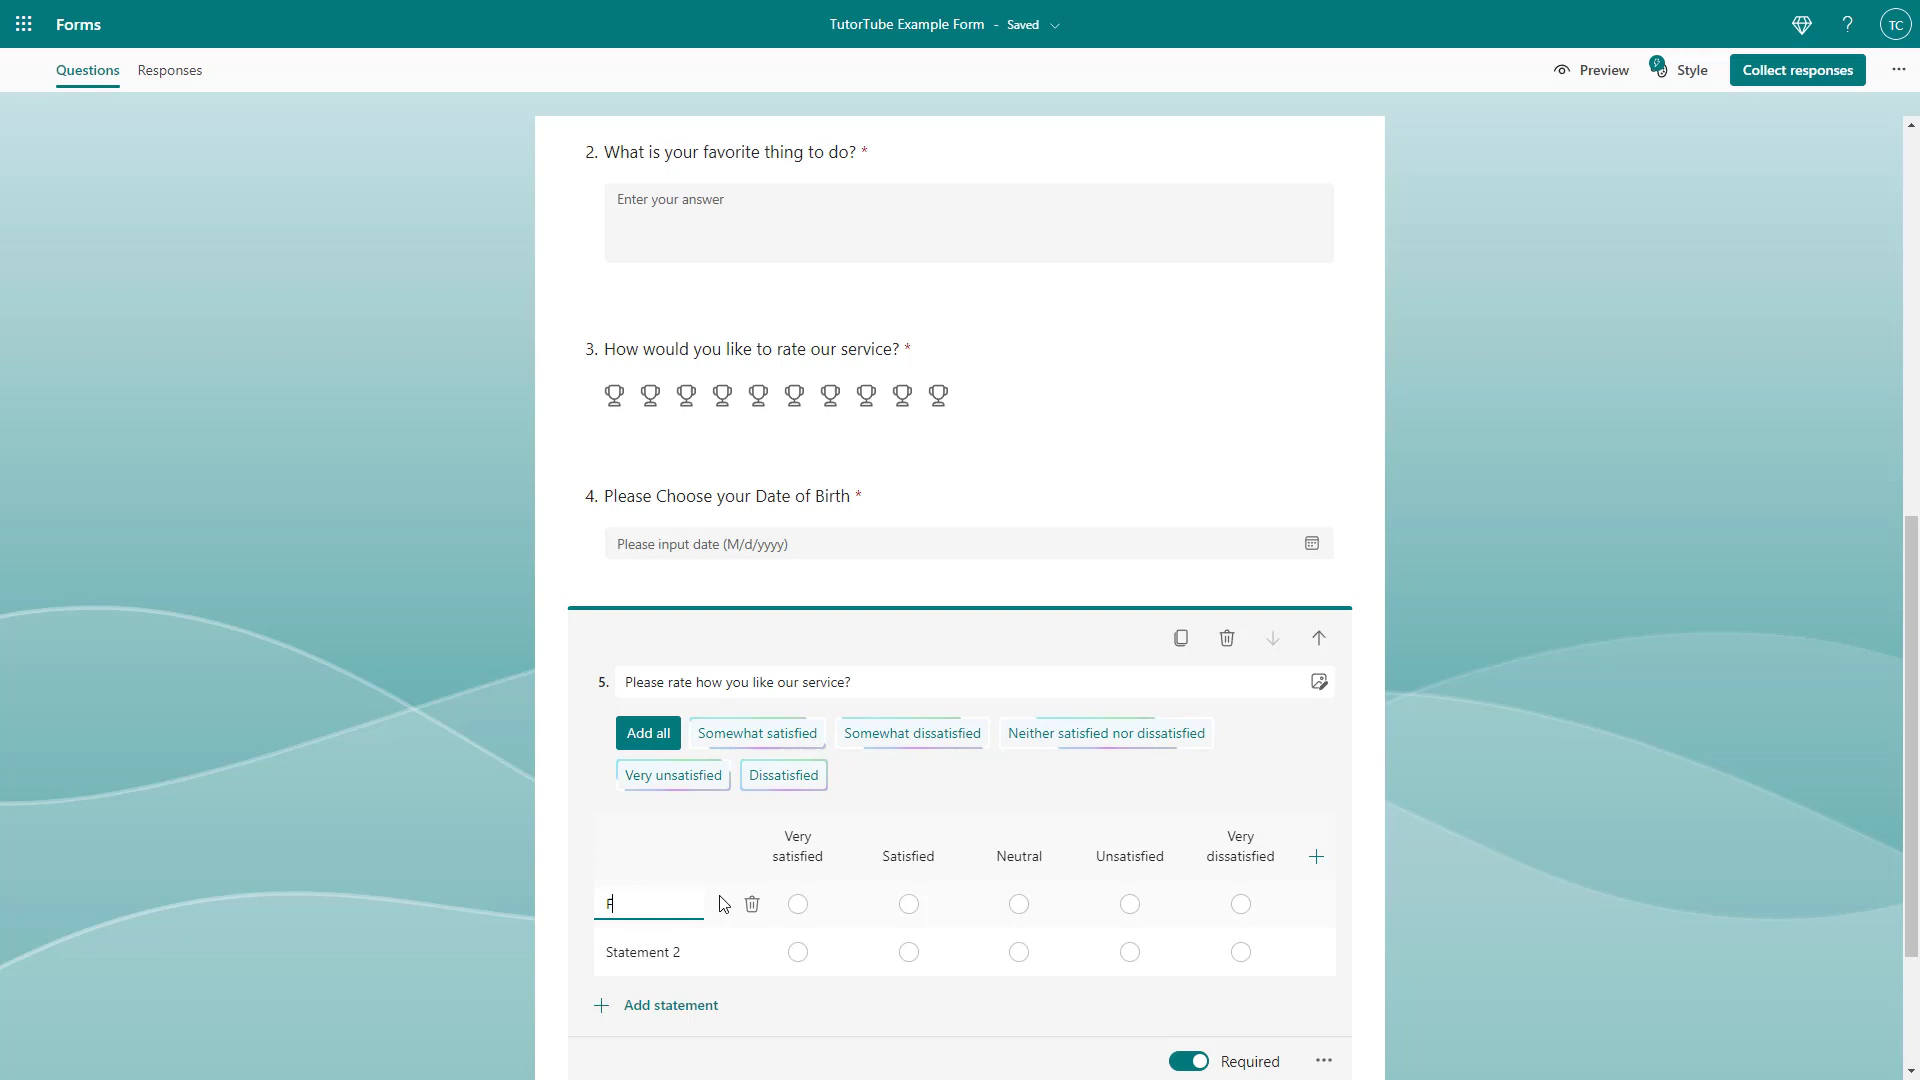 Forms
TutorTube Example Form - Saved
TC
Questions Responses
Preview Style Collect responses
2. What is your favorite thing to do? *
Enter your answer
3. How would you like to rate our service? *
4. Please Choose your Date of Birth *
Please input date (M/d/yyyy)
5. Please rate how you like our service?
Add all Somewhat satisfied Somewhat dissatisfied Neither satisfied nor dissatisfied
Very unsatisfied Dissatisfied
Very satisfied Satisfied Neutral Unsatisfied Very dissatisfied
F
Statement 2
Add statement
Required